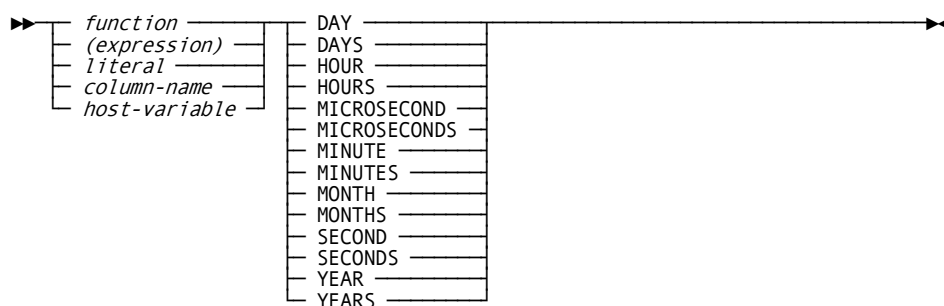 function DAY
(expression) DAYS
literal HOUR
column-name HOURS
host-variable MICROSECOND
MICROSECONDS
MINUTE
MINUTES
MONTH
MONTHS
SECOND
SECONDS
YEAR
YEARS